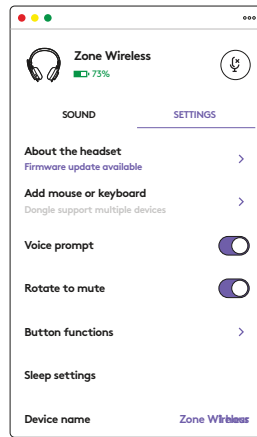 Zone Wireless
73%
SOUND SETTINGS
About the headset
Firmware update available
Add mouse or keyboard
Dongle support multiple devices
Voice prompt
Rotate to mute
Button functions
Sleep settings
Device name Zone